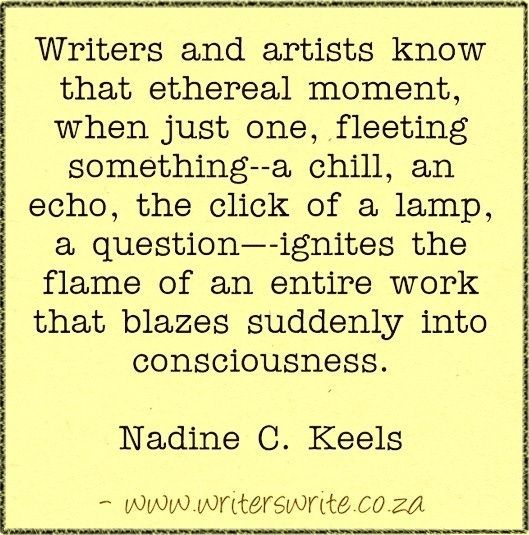 Writers and artists know
that ethereal moment,
when just one, fleeting
something--a chill, an
echo, the click of a lamp,
a question—-ignites the
flame of an entire work
that blazes suddenly into
consciousness.
Nadine C. Keels
- www.writerswrite.co.za